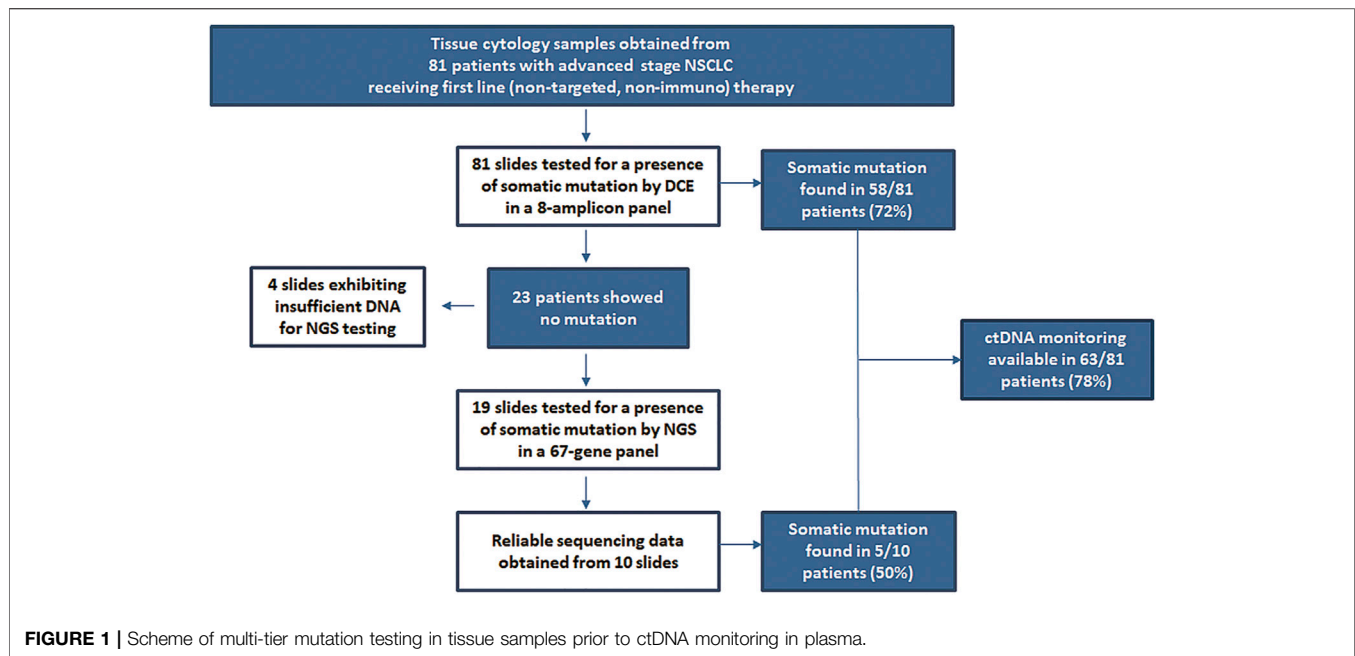 Tissue cytology samples obtained from
81 patients with advanced stage NSCLC
receiving first line (non-targeted, non-immuno) therapy
81 slides tested for a presence
of somatic mutation by DCE
in a 8-amplicon panel
Somatic mutation
found in 58/81
patients (72%)
4 slides exhibiting
insufficient DNA
for NGS testing
23 patients showed
no mutation
ctDNA monitoring
available in 63/81
patients (78%)
19 slides tested for a presence
of somatic mutation by NGS
in a 67-gene panel
Reliable sequencing data
obtained from 10 slides
Somatic mutation
found in 5/10
patients (50%)
FIGURE 1 | Scheme of multi-tier mutation testing in tissue samples prior to ctDNA monitoring in plasma.